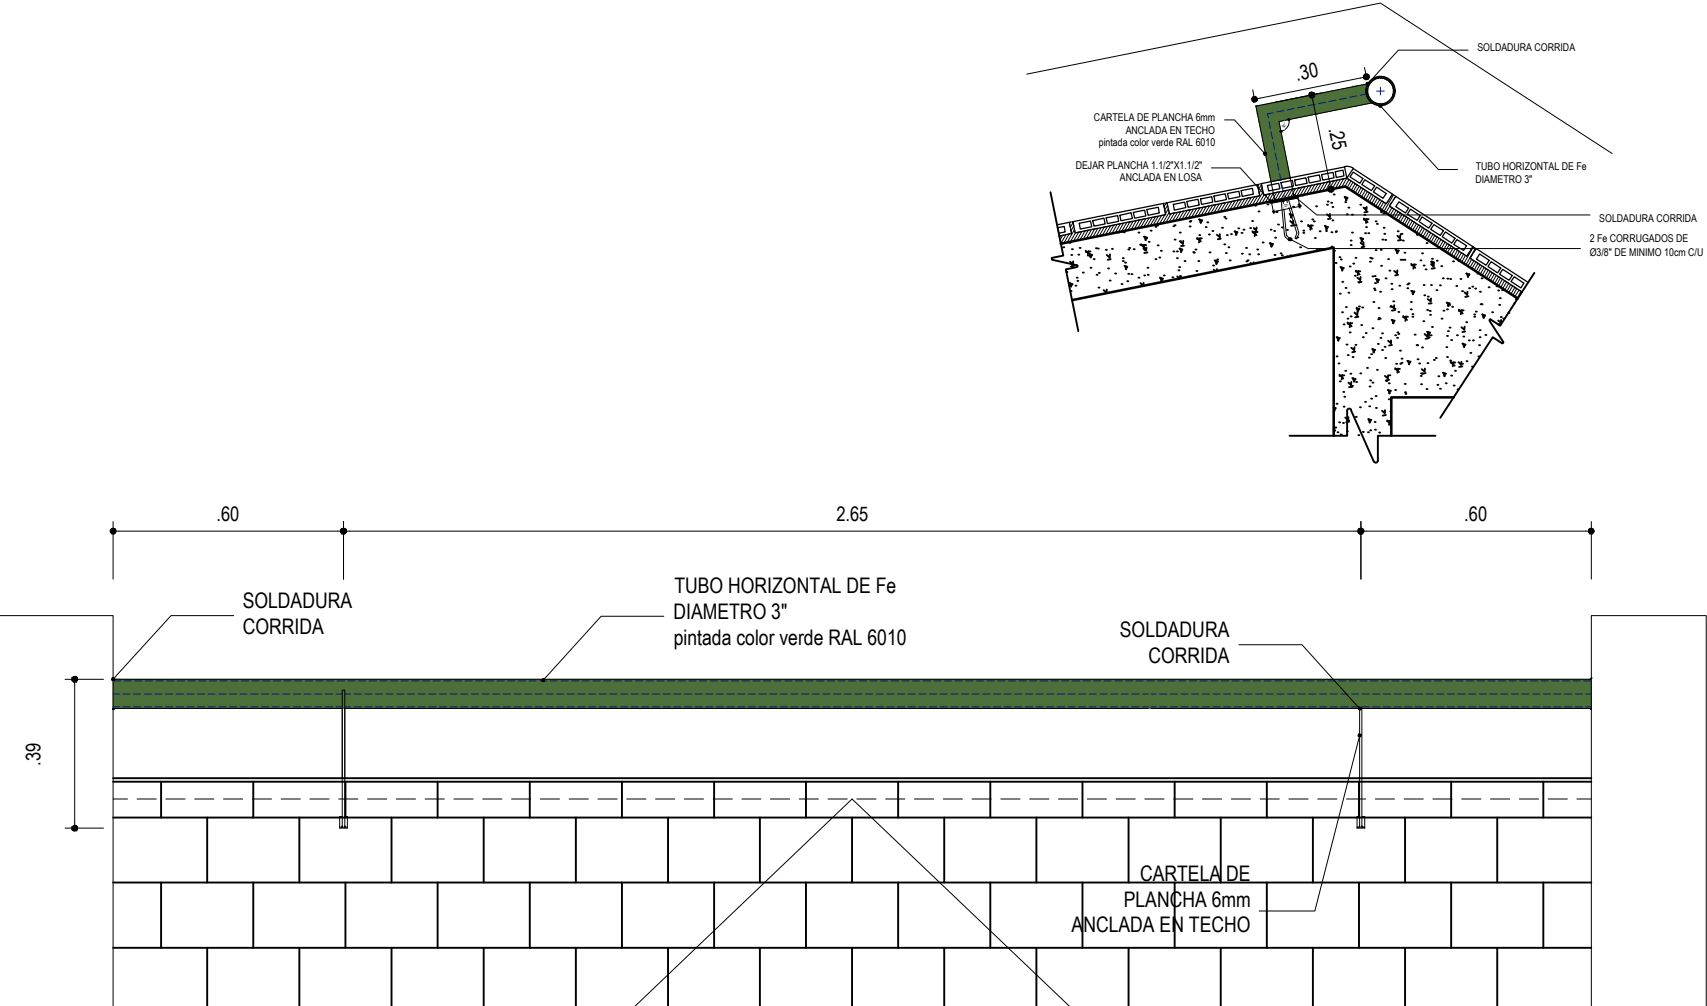 SOLDADURA CORRIDA
.30
CARTELA DE PLANCHA 6mm
ANCLADA EN TECHO
pintada color verde RAL 6010
.25
DEJAR PLANCHA 1.1/2"X1.1/2"
ANCLADA EN LOSA
TUBO HORIZONTAL DE Fe
DIAMETRO 3"
SOLDADURA CORRIDA
2 Fe CORRUGADOS DE
Ø3/8" DE MINIMO 10cm C/U
.60
2.65
.60
SOLDADURA
CORRIDA
TUBO HORIZONTAL DE Fe
DIAMETRO 3"
pintada color verde RAL 6010
SOLDADURA
CORRIDA
.39
CARTELA DE
PLANCHA 6mm
ANCLADA EN TECHO